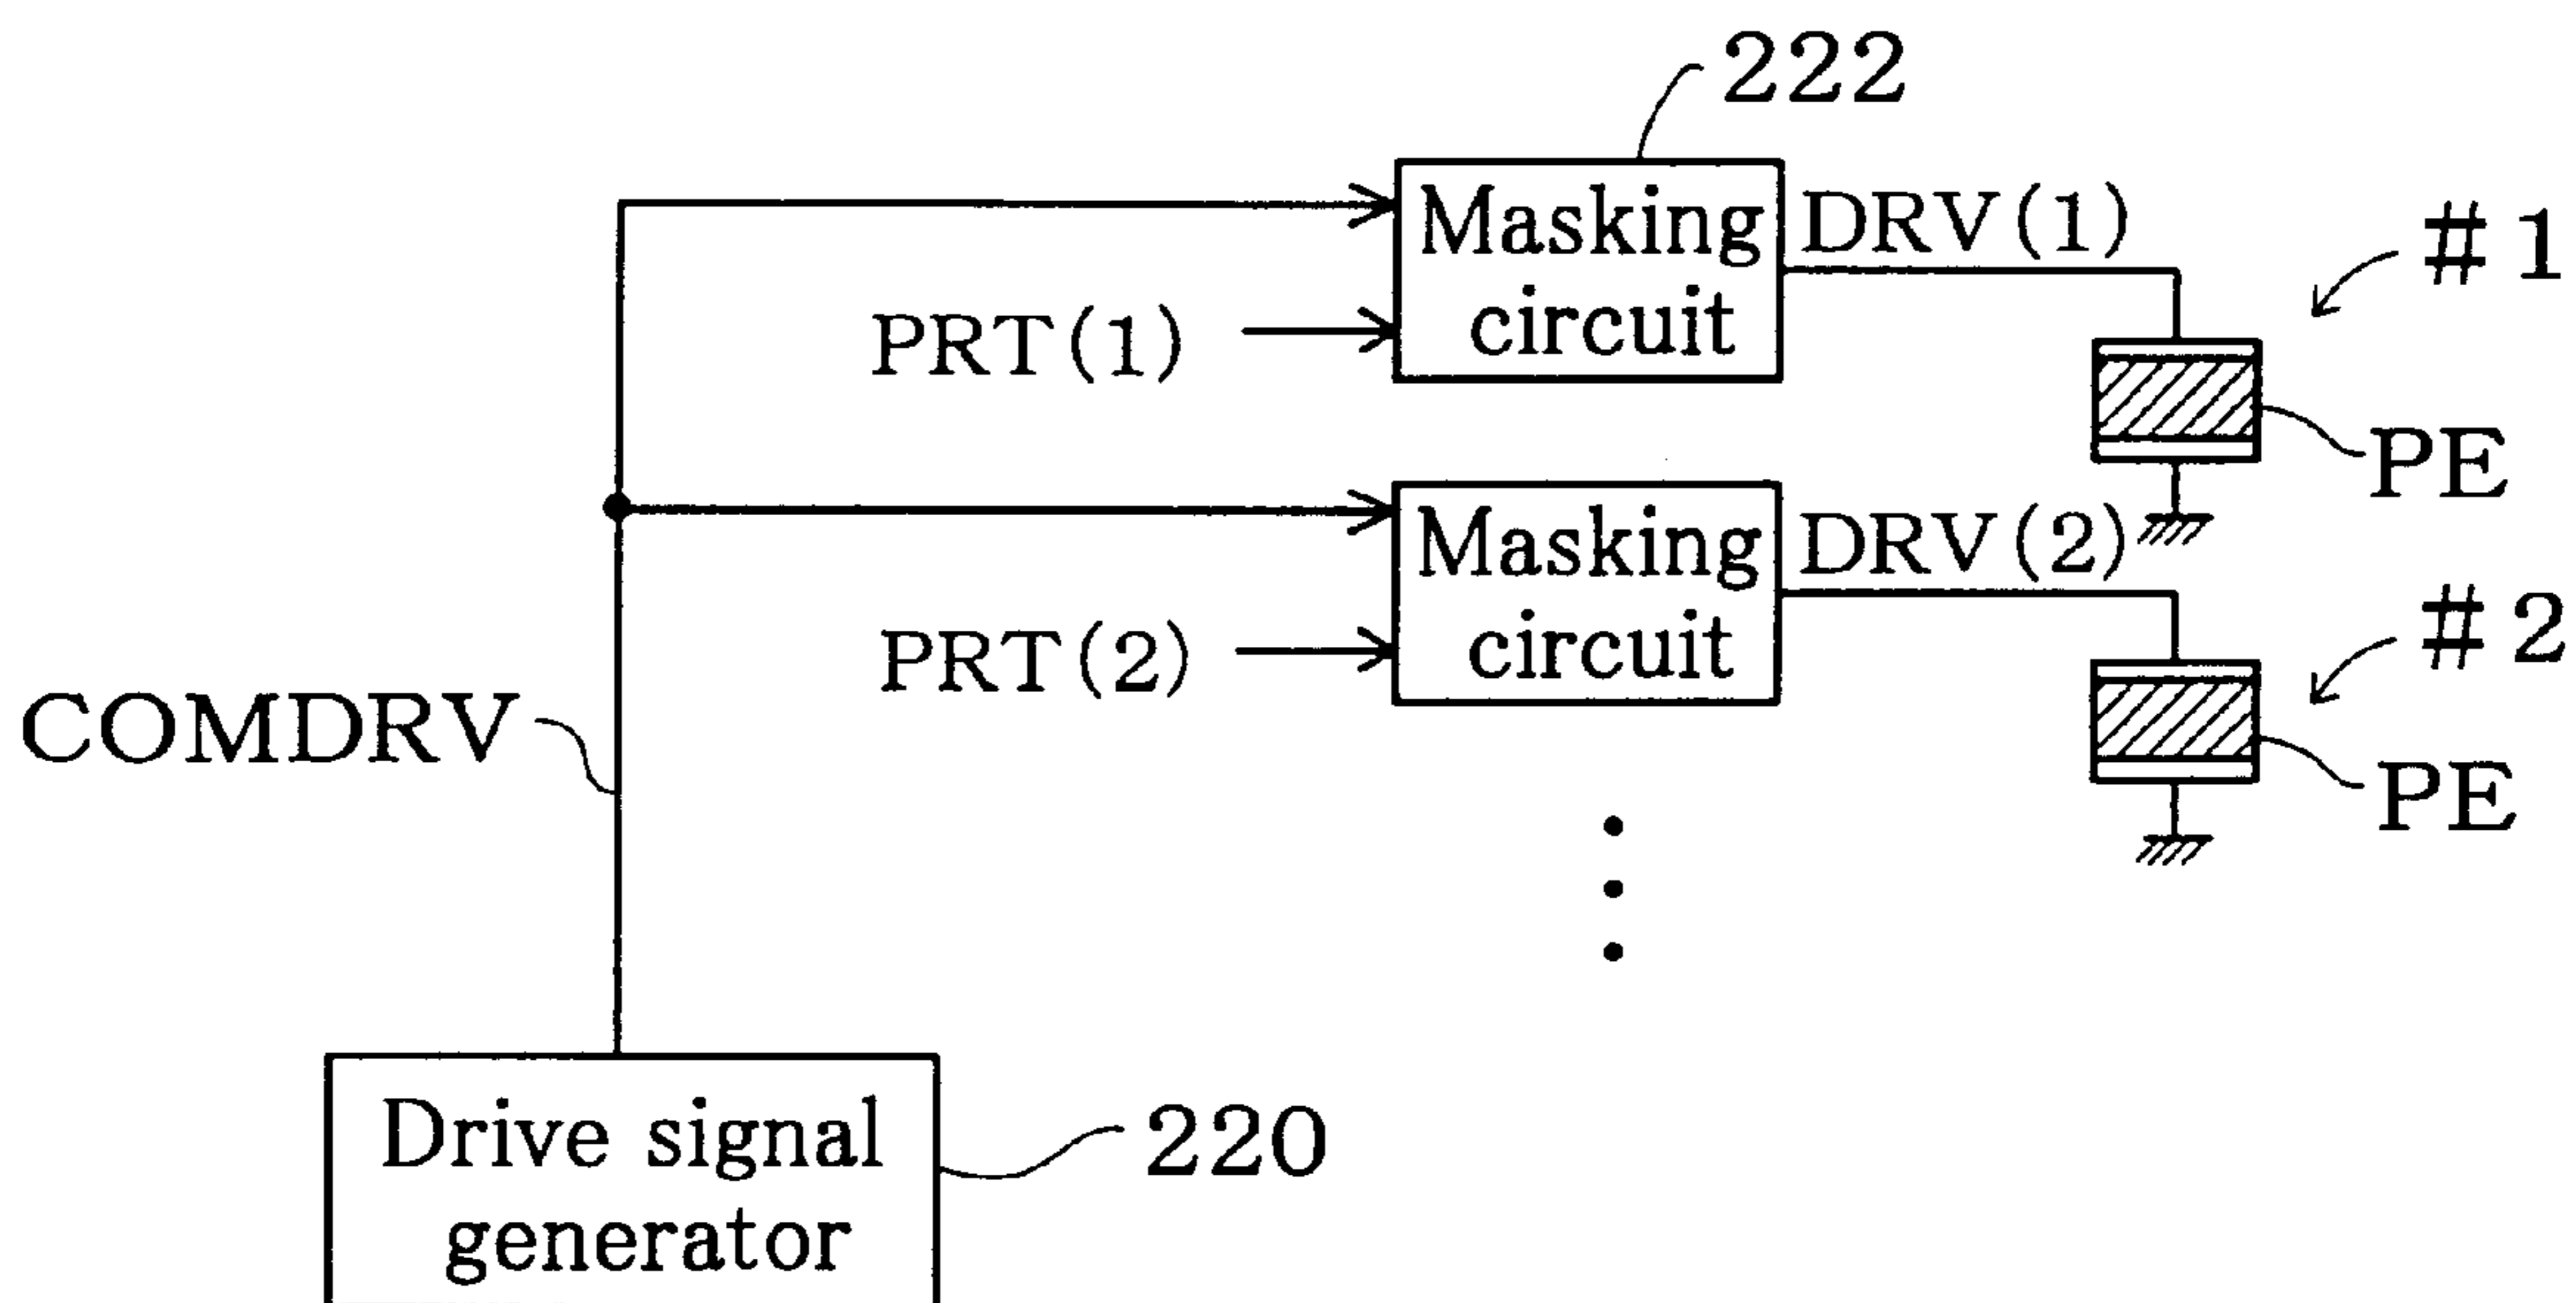 222
Masking
circuit
DRV(1)
#1
PRT(1)
PE
Masking
circuit
DRV(2)
#2
PRT(2)
COMDRV
PE
Drive signal
generator
220